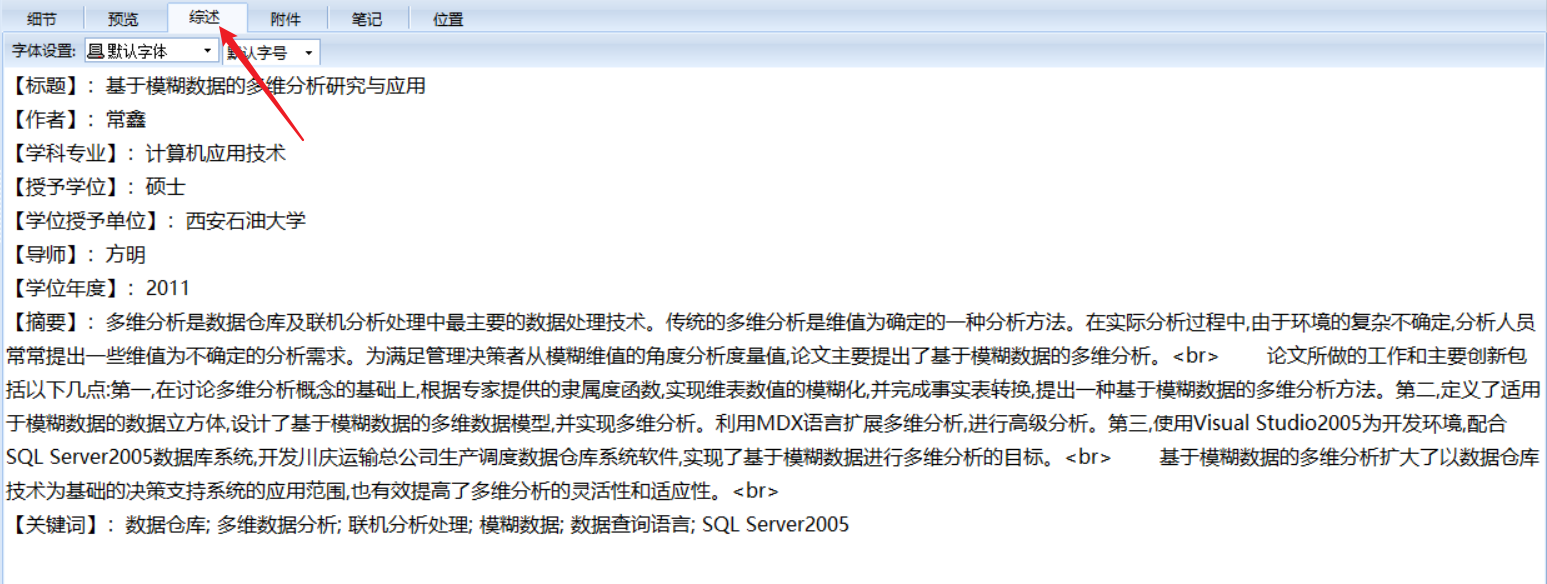 细节 预览 综述 附件 笔记 位置
字体设置: 默认字体 默认字号
【标题】: 基于模糊数据的多维分析研究与应用
【作者】: 常鑫
【学科专业】: 计算机应用技术
【授予学位】: 硕士
【学位授予单位】: 西安石油大学
【导师】: 方明
【学位年度】: 2011
【摘要】: 多维分析是数据仓库及联机分析处理中最主要的数据处理技术。传统的多维分析是维值为确定的一种分析方法。在实际分析过程中,由于环境的复杂不确定,分析人员
常常提出一些维值为不确定的分析需求。为满足管理决策者从模糊维值的角度分析度量值,论文主要提出了基于模糊数据的多维分析。<br> 论文所做的工作和主要创新包
括以下几点:第一,在讨论多维分析概念的基础上,根据专家提供的隶属度函数,实现维表数值的模糊化,并完成事实表转换,提出一种基于模糊数据的多维分析方法。第二,定义了适用
于模糊数据的数据立方体,设计了基于模糊数据的多维数据模型,并实现多维分析。利用MDX语言扩展多维分析,进行高级分析。第三,使用Visual Studio2005为开发环境,配合
SQL Server2005数据库系统,开发川庆运输总公司生产调度数据仓库系统软件,实现了基于模糊数据进行多维分析的目标。<br> 基于模糊数据的多维分析扩大了以数据仓库
技术为基础的决策支持系统的应用范围,也有效提高了多维分析的灵活性和适应性。<br>
【关键词】: 数据仓库; 多维数据分析; 联机分析处理; 模糊数据; 数据查询语言; SQL Server2005